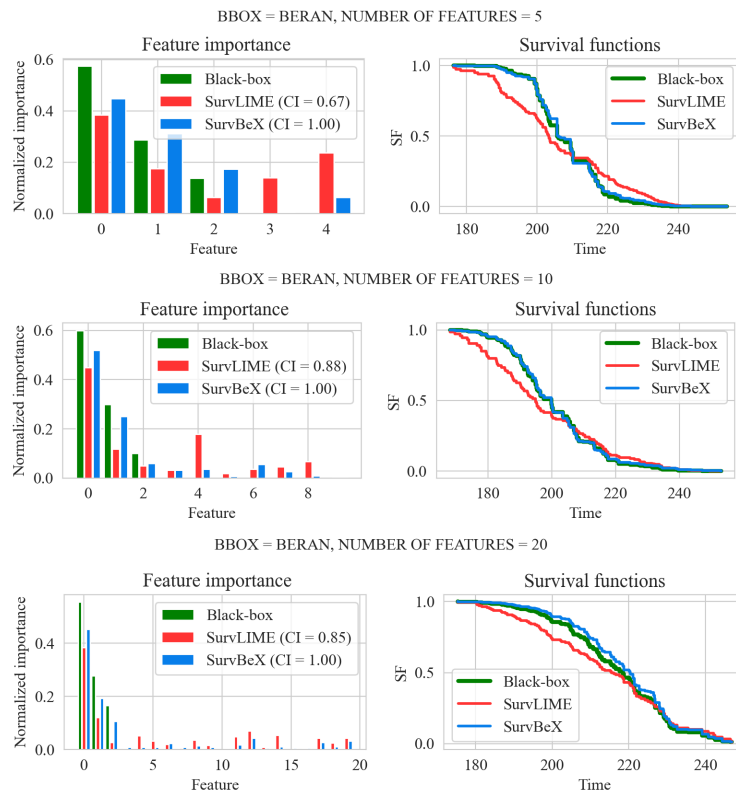 BBOX = BERAN, NUMBER OF FEATURES = 5
Feature importance
Normalized importance
0.6
0.4
0.2
0.0
Black-box
SurvLIME (CI = 0.67)
SurvBeX (CI = 1.00)
0 1 2 3 4
Feature
Survival functions
SF
1.0
0.5
0.0
Black-box
SurvLIME
SurvBeX
180 200 220 240
Time
BBOX = BERAN, NUMBER OF FEATURES = 10
Feature importance
Normalized importance
0.6
0.4
0.2
0.0
Black-box
SurvLIME (CI = 0.88)
SurvBeX (CI = 1.00)
0 2 4 6 8
Feature
Survival functions
SF
1.0
0.5
0.0
Black-box
SurvLIME
SurvBeX
180 200 220 240
Time
BBOX = BERAN, NUMBER OF FEATURES = 20
Feature importance
Normalized importance
0.4
0.2
0.0
Black-box
SurvLIME (CI = 0.85)
SurvBeX (CI = 1.00)
0 5 10 15 20
Feature
Survival functions
SF
1.0
0.5
0.0
Black-box
SurvLIME
SurvBeX
180 200 220 240
Time